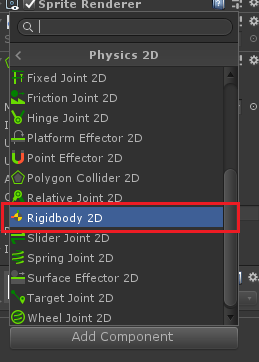 Sprite Renderer
Physics 2D
Fixed Joint 2D
Friction Joint 2D
Hinge Joint 2D
Platform Effector 2D
Point Effector 2D
Polygon Collider 2D
Relative Joint 2D
Rigidbody 2D
Slider Joint 2D
Spring Joint 2D
Surface Effector 2D
Target Joint 2D
Wheel Joint 2D
Add Component